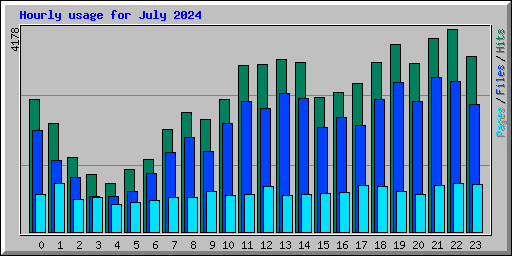 Hourly usage for July 2024
4178
Pages/Files/Hits
0 1 2 3 4 5 6 7 8 9 10 11 12 13 14 15 16 17 18 19 20 21 22 23